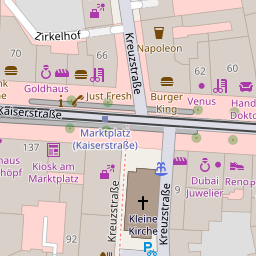 Zirkelhof
Kreuzstraße
Napoleon
70
62
60
66
Goldhaus
Just Fresh
Burger
King
Venus
Hand
Dokto
Kaiserstraße
Marktplatz
(Kaiserstraße)
137
Kiosk am
Marktplatz
höpf
Kreuzstraße
Kleine
Kirche
Kreuzstraße
9
Dubai
Juwelier
Reno
92